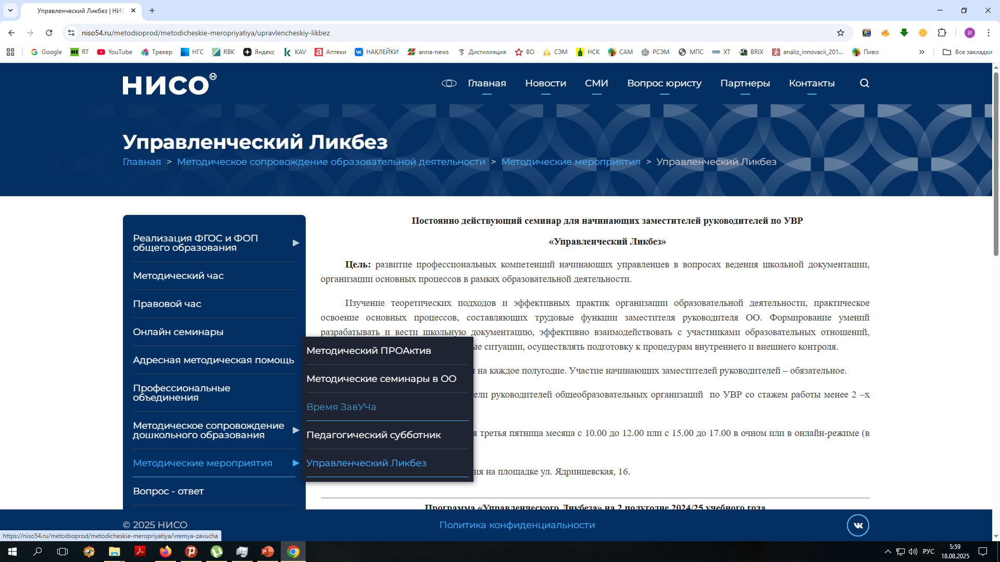 Управленческий Ликбез | НИС
niso54.ru/metodsoprod/metodicheskie-meropriyatiya/upravlencheskiy-likbez
И
Google RT YouTube Трекер НГС RBK Яндекс KAV Аптеки НАКЛЕЙКИ anna-news Дистилляция ВО СЭМ НСК САМ РСЭМ МПС ХТ BRIX analiz_innovacii_201... Пиво » Все закладки
НИСО
Главная Новости СМИ Вопрос юристу Партнеры Контакты
Управленческий Ликбез
Главная > Методическое сопровождение образовательной деятельности > Методические мероприятия > Управленческий Ликбез
Реализация ФГОС и ФОП
общего образования
Методический час
Правовой час
Онлайн семинары
Адресная методическая помощь
Профессиональные
объединения
Методическое сопровождение
дошкольного образования
Методические мероприятия
Вопрос - ответ
Методический ПРОАктив
Методические семинары в ОО
Время ЗавУЧа
Педагогический субботник
Управленческий Ликбез
Постоянно действующий семинар для начинающих заместителей руководителей по УВР
«Управленческий Ликбез»
Цель: развитие профессиональных компетенций начинающих управленцев в вопросах ведения школьной документации,
организации основных процессов в рамках образовательной деятельности.
Изучение теоретических подходов и эффективных практик организации образовательной деятельности, практическое
освоение основных процессов, составляющих трудовые функции заместителя руководителя ОО. Формирование умений
разрабатывать и вести школьную документацию, эффективно взаимодействовать с участниками образовательных отношений,
ые ситуации, осуществлять подготовку к процедурам внутреннего и внешнего контроля.
на каждое полугодие. Участие начинающих заместителей руководителей – обязательное.
ели руководителей общеобразовательных организаций по УВР со стажем работы менее 2 –х
я третья пятница месяца с 10.00 до 12.00 или с 15.00 до 17.00 в очном или в онлайн-режиме (в
ия на площадке ул. Ядринцевская, 16.
Программа «Управленческого Ликбеза» на 2 полугодие 2024/25 учебного года
© 2025 НИСО
Политика конфиденциальности
https://niso54.ru/metodsoprod/metodicheskie-meropriyatiya/vremya-zavucha
РУС
5:59
18.08.2025